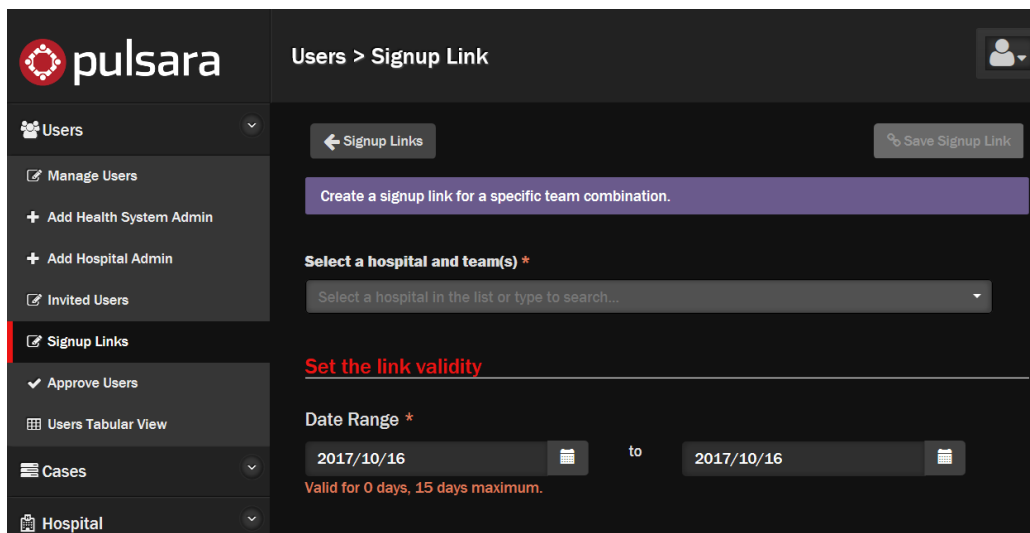 pulsara
Users > Signup Link
Users
Manage Users
Add Health System Admin
Add Hospital Admin
Invited Users
Signup Links
Approve Users
Users Tabular View
Cases
Hospital
Signup Links
Save Signup Link
Create a signup link for a specific team combination.
Select a hospital and team(s) *
Select a hospital in the list or type to search...
Set the link validity
Date Range *
2017/10/16 to 2017/10/16
Valid for 0 days, 15 days maximum.